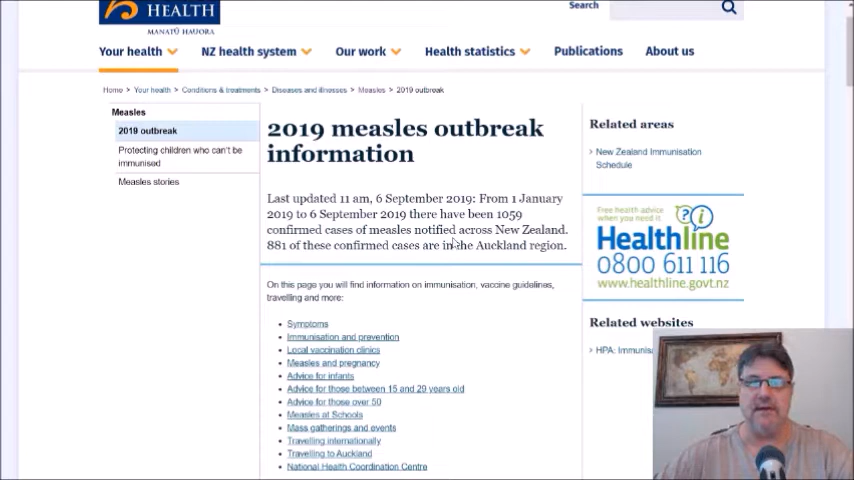 HEALTH
MANATŪ HAUORA
Search
Your health
NZ health system
Our work
Health statistics
Publications
About us
Home > Your health > Conditions & treatments > Diseases and illnesses > Measles > 2019 outbreak
Measles
2019 outbreak
Protecting children who can't be
immunised
Measles stories
2019 measles outbreak
information
Last updated 11 am, 6 September 2019: From 1 January
2019 to 6 September 2019 there have been 1059
confirmed cases of measles notified across New Zealand.
881 of these confirmed cases are in the Auckland region.
On this page you will find information on immunisation, vaccine guidelines,
travelling and more:
Symptoms
Immunisation and prevention
Local vaccination clinics
Measles and pregnancy
Advice for infants
Advice for those between 15 and 29 years old
Advice for those over 50
Measles at Schools
Mass gatherings and events
Travelling internationally
Travelling to Auckland
National Health Coordination Centre
Related areas
New Zealand Immunisation
Schedule
Free health advice
when you need it
Healthline
0800 611 116
www.healthline.govt.nz
Related websites
HPA: Immunis